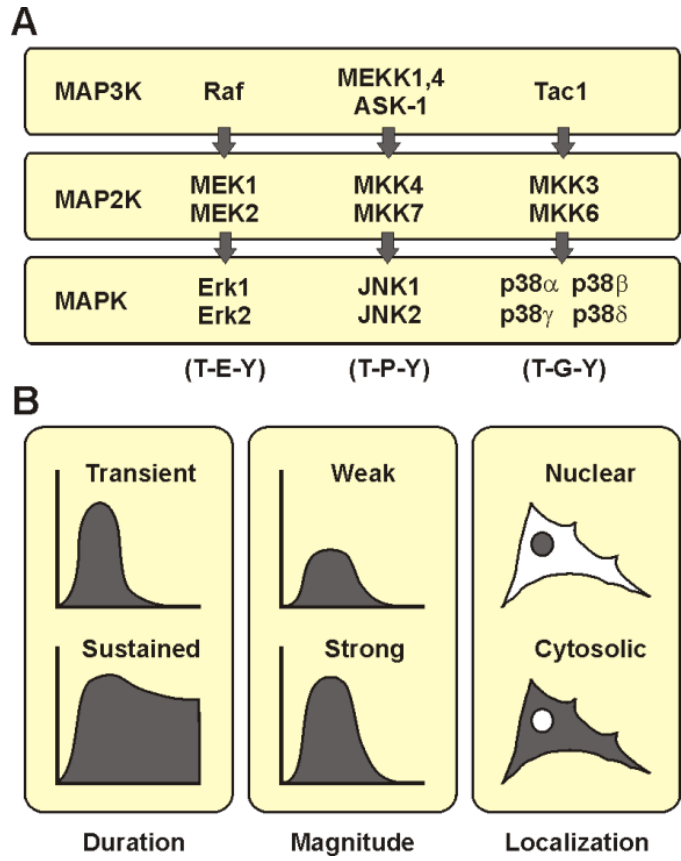 A
MAP3K Raf MEKK1,4 ASK-1 Tac1
MAP2K MEK1 MEK2 MKK4 MKK7 MKK3 MKK6
MAPK Erk1 Erk2 JNK1 JNK2 p38α p38β p38γ p38δ
(T-E-Y) (T-P-Y) (T-G-Y)
B
Transient Weak Nuclear
Sustained Strong Cytosolic
Duration Magnitude Localization